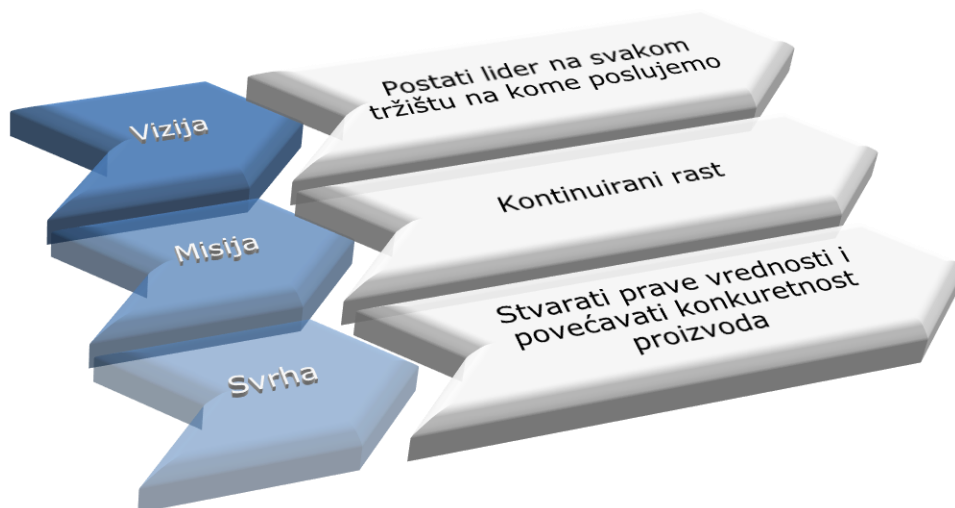 Vizija
Postati lider na svakom
tržištu na kome poslujemo
Misija
Kontinuirani rast
Svrha
Stvarati prave vrednosti i
povećavati konkuretnost
proizvoda